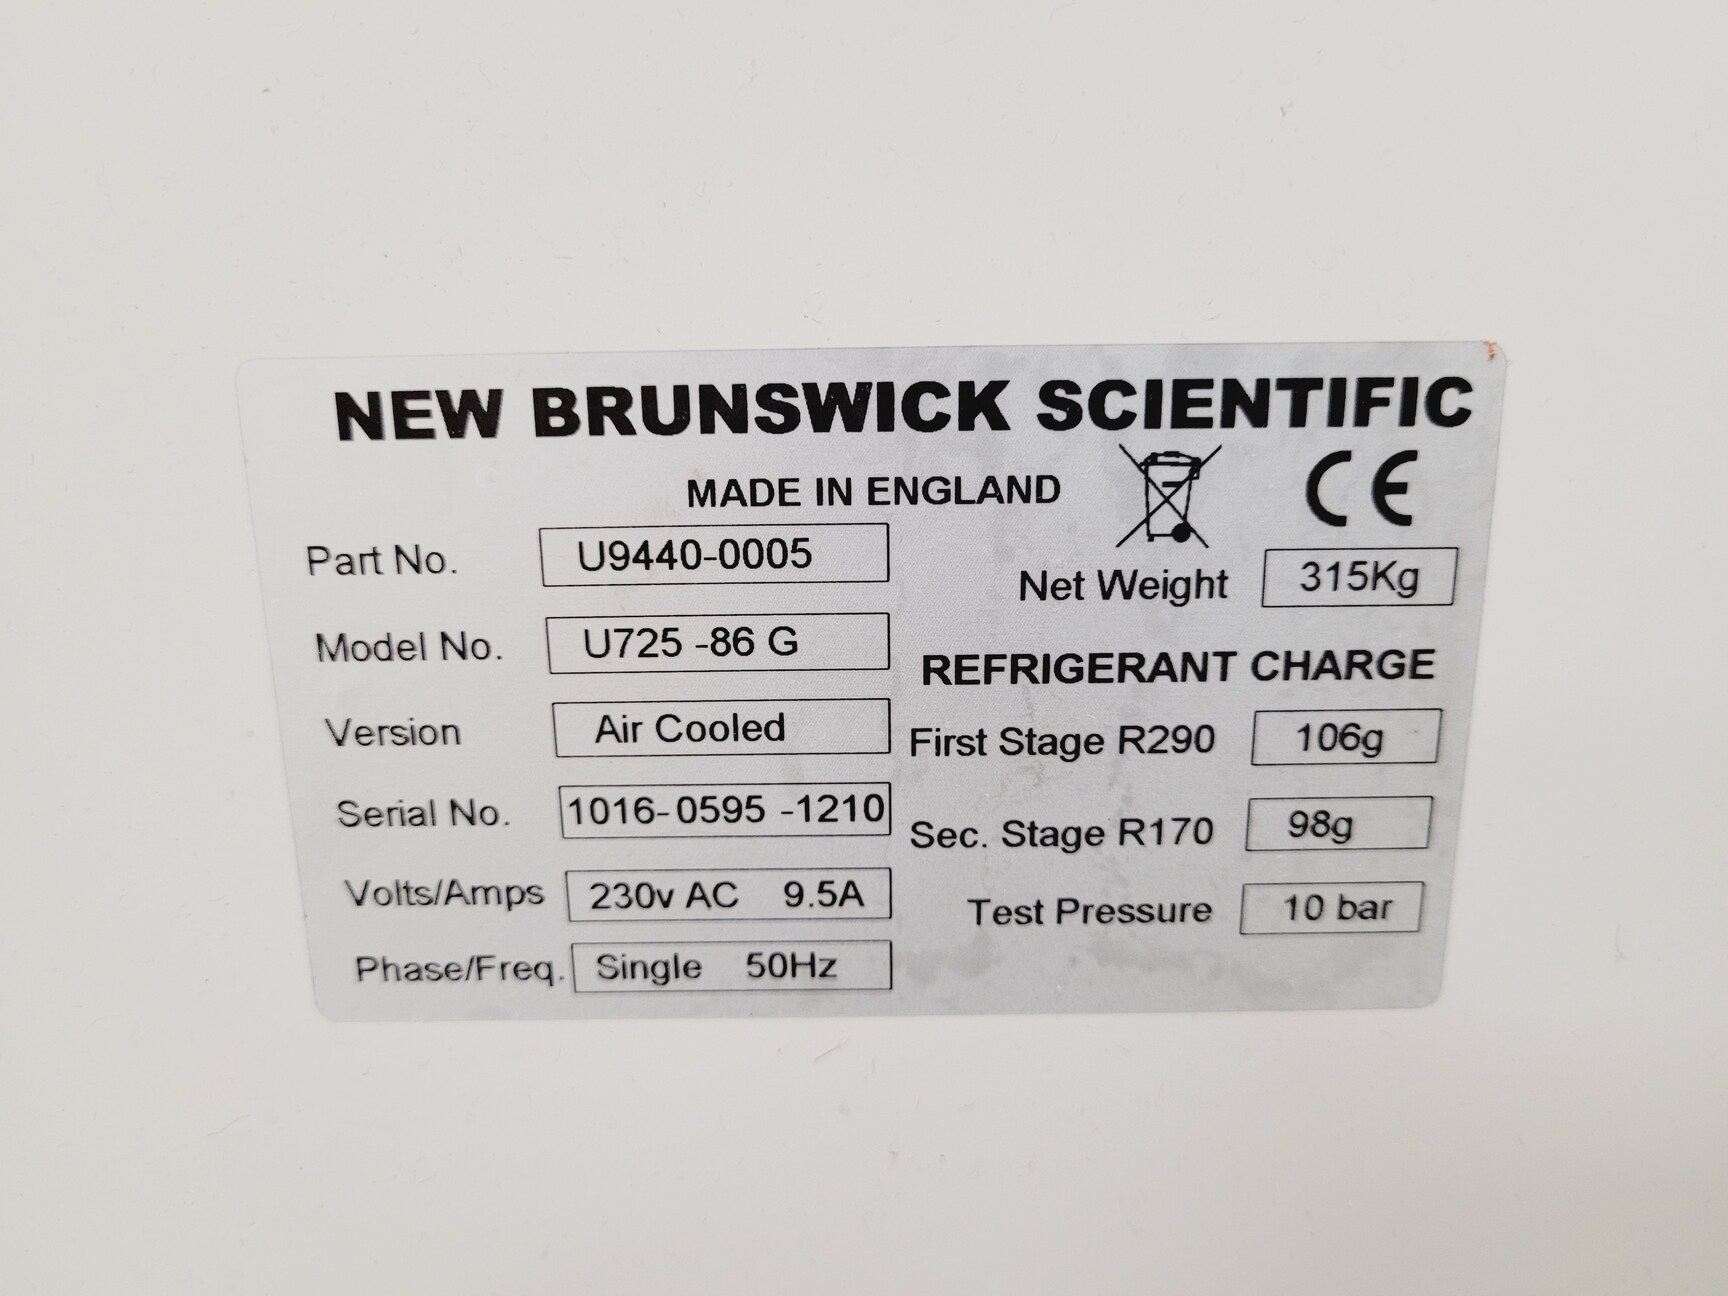 NEW BRUNSWICK SCIENTIFIC
MADE IN ENGLAND
CE
Part No. U9440-0005
Net Weight 315Kg
Model No. U725 -86 G
REFRIGERANT CHARGE
Version Air Cooled
First Stage R290 106g
Serial No. 1016-0595 -1210
Sec. Stage R170 98g
Volts/Amps 230v AC 9.5A
Test Pressure 10 bar
Phase/Freq. Single 50Hz